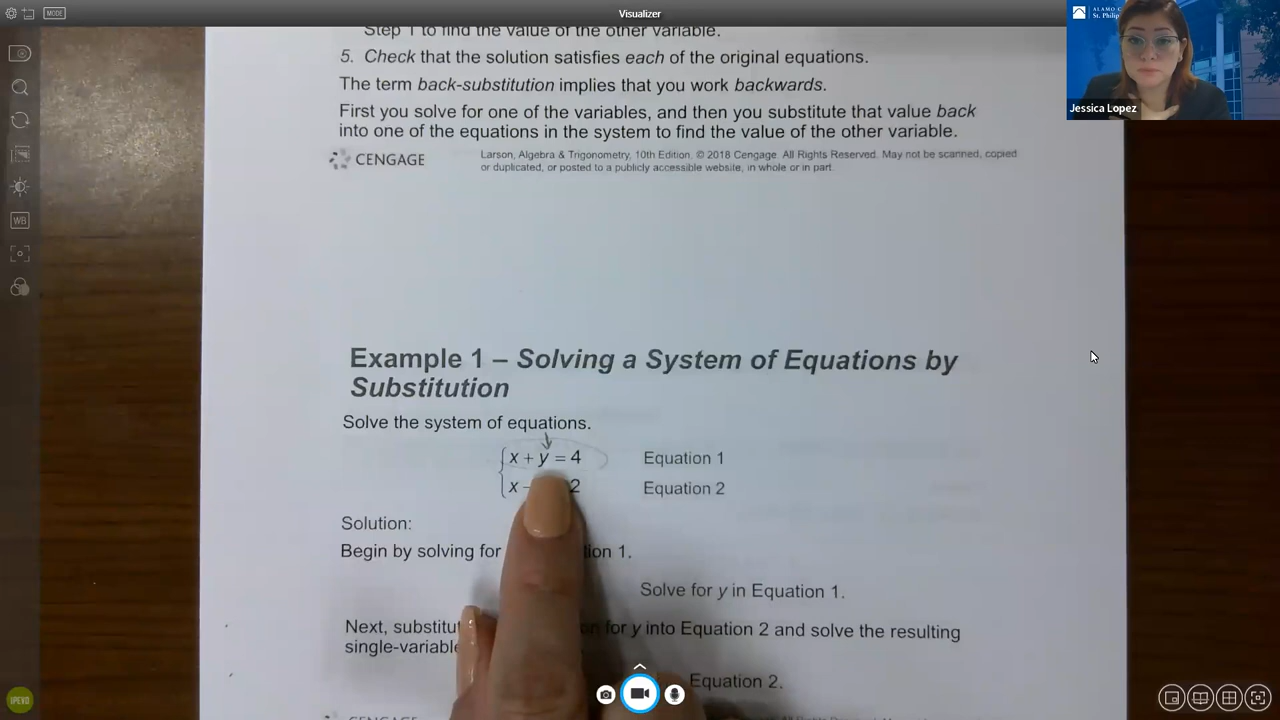 MODE
Visualizer
ALAMO
St. Philip
Jessica Lopez
Step 1 to find the value of the other variable.
5. Check that the solution satisfies each of the original equations.
The term back-substitution implies that you work backwards.
First you solve for one of the variables, and then you substitute that value back
into one of the equations in the system to find the value of the other variable.
CENGAGE
Larson, Algebra & Trigonometry, 10th Edition. © 2018 Cengage. All Rights Reserved. May not be scanned, copied
or duplicated, or posted to a publicly accessible website, in whole or in part.
Example 1 – Solving a System of Equations by
Substitution
Solve the system of equations.
x + y = 4 Equation 1
x – 2 Equation 2
Solution:
Begin by solving for 1.
Solve for y in Equation 1.
Next, for y into Equation 2 and solve the resulting
Equation 2.
WB
IPEVO